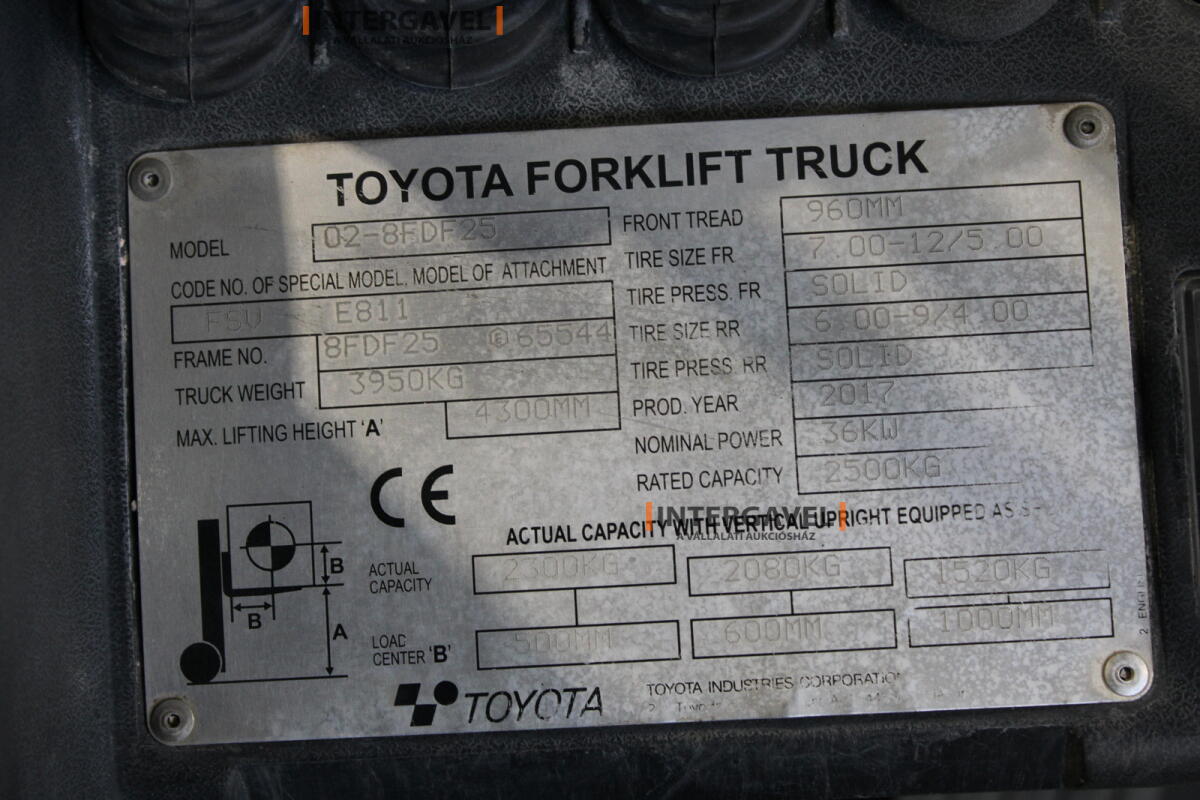 INTERGAVEL
A VÁLLALATI AUKCIÓSHÁZ
TOYOTA FORKLIFT TRUCK
MODEL 02-8FDF25
CODE NO. OF SPECIAL MODEL. MODEL OF ATTACHMENT
FSV E811
FRAME NO. 8FDF25 E 65544
TRUCK WEIGHT 3950KG
MAX. LIFTING HEIGHT 'A' 4300MM
FRONT TREAD 960MM
TIRE SIZE FR 7.00-12/5.00
TIRE PRESS. FR SOLID
TIRE SIZE RR 6.00-9/4.00
TIRE PRESS. RR SOLID
PROD. YEAR 2017
NOMINAL POWER 36KW
RATED CAPACITY 2500KG
CE
INTERGAVEL
A VÁLLALATI AUKCIÓSHÁZ
ACTUAL CAPACITY WITH VERTICAL UPRIGHT EQUIPPED AS
ACTUAL CAPACITY 2300KG 2080KG 1520KG
LOAD CENTER 'B' 500MM 600MM 1000MM
B
B
A
TOYOTA
TOYOTA INDUSTRIES CORPORATION